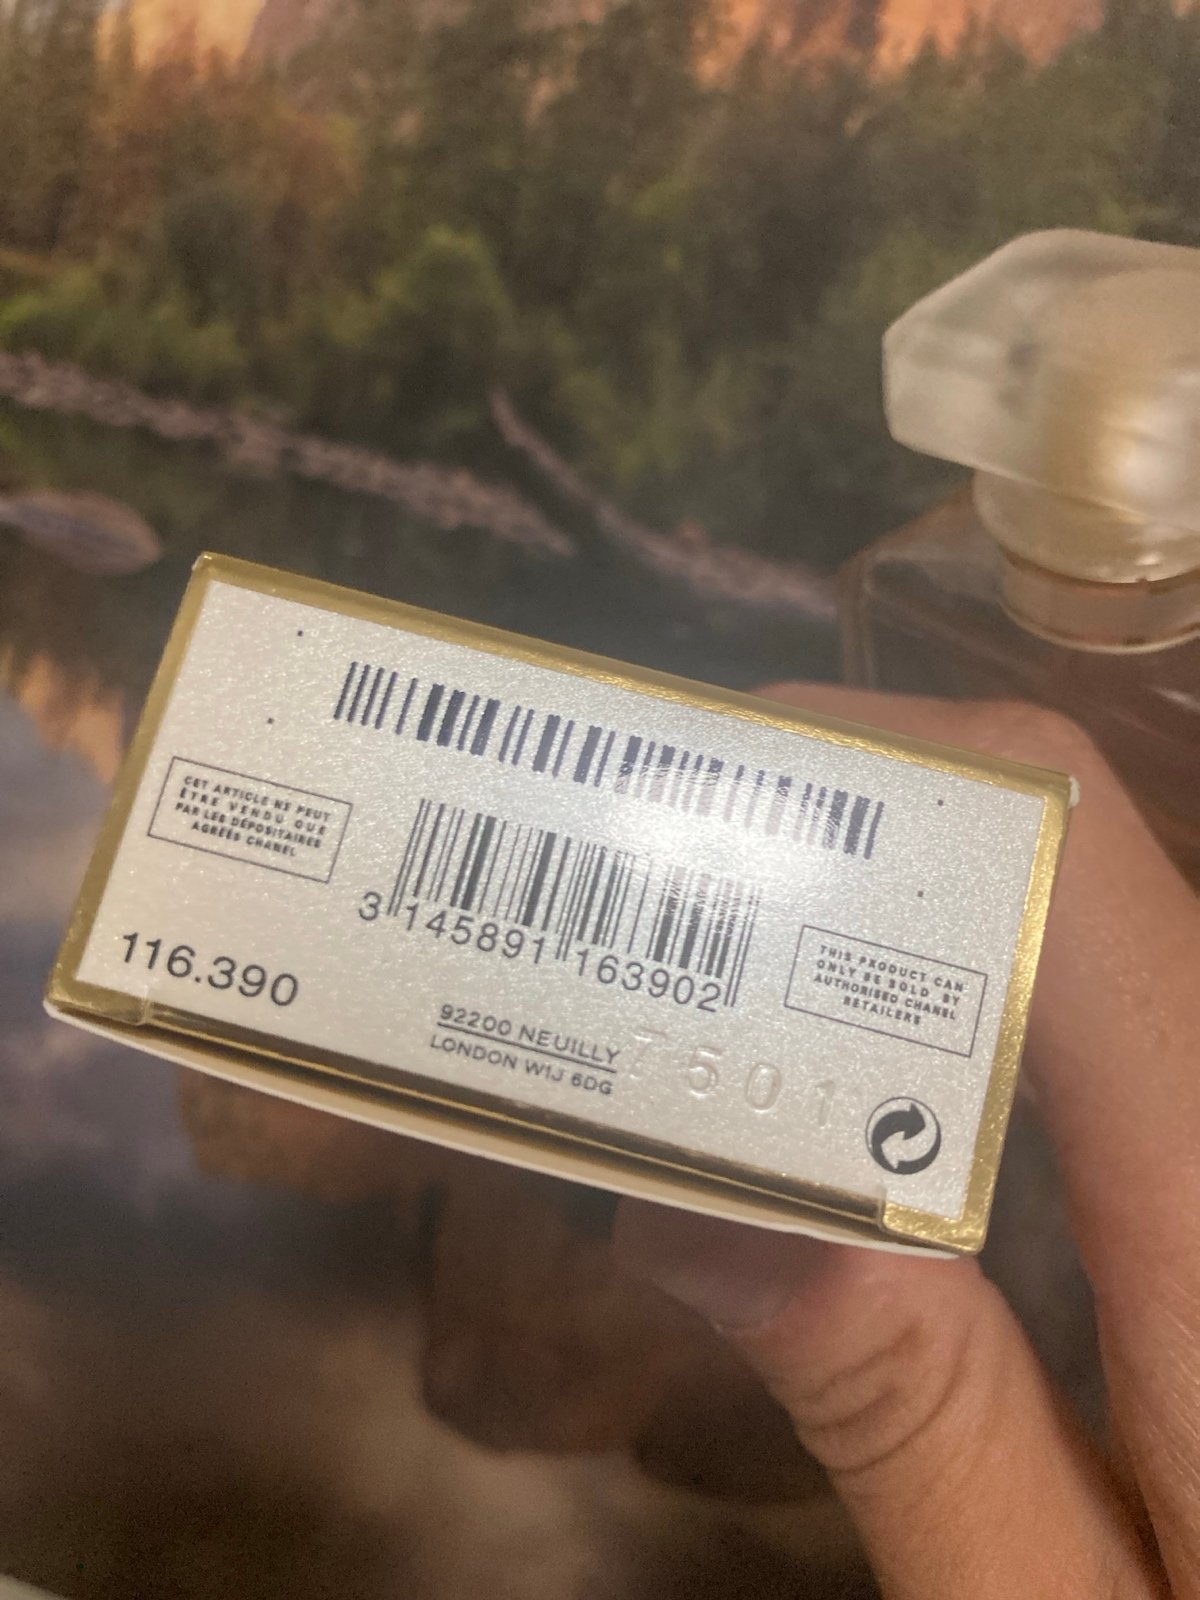 CET ARTICLE NE PEUT
ÊTRE VENDU QUE
PAR LES DÉPOSITAIRES
AGRÉÉS CHANEL
3 145891 163902
116.390
THIS PRODUCT CAN
ONLY BE SOLD BY
AUTHORISED CHANEL
RETAILERS
92200 NEUILLY
LONDON W1J 6DG
7501